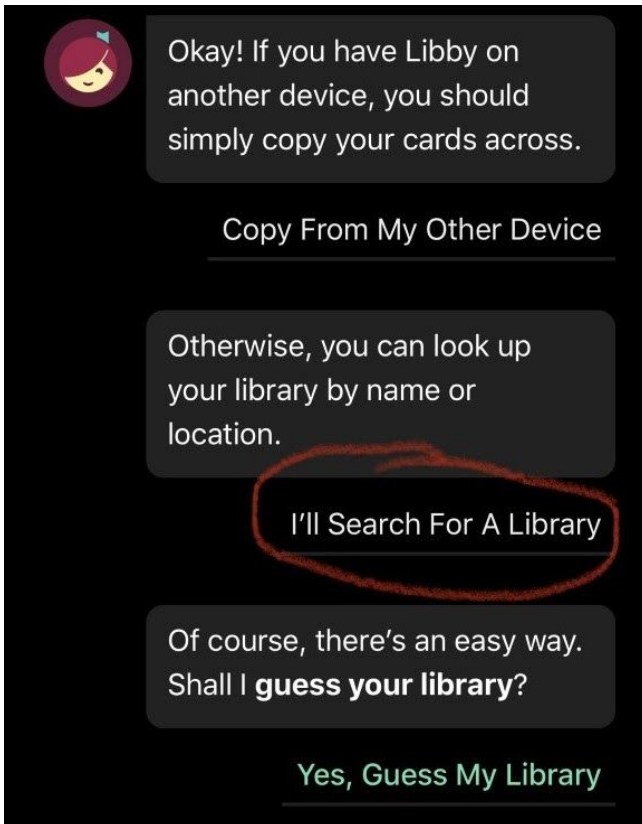 Okay! If you have Libby on
another device, you should
simply copy your cards across.
Copy From My Other Device
Otherwise, you can look up
your library by name or
location.
I'll Search For A Library
Of course, there's an easy way.
Shall I guess your library?
Yes, Guess My Library